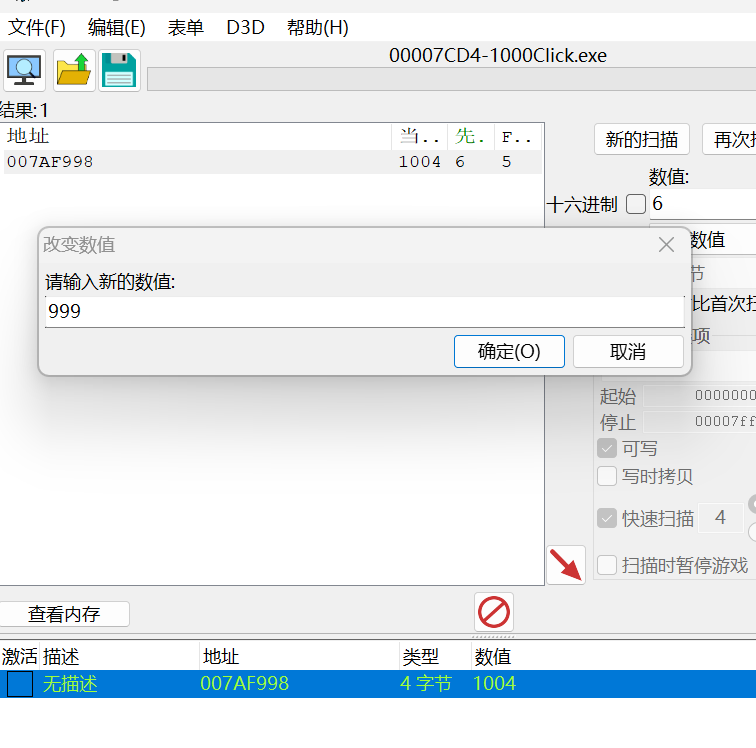 文件(F) 编辑(E) 表单 D3D 帮助(H)
00007CD4-1000Click.exe
结果:1
地址 当.. 先. F..
007AF998 1004 6 5
新的扫描 再次
数值:
十六进制 6
数值
节
比首次扫
项
改变数值
请输入新的数值:
999
确定(O) 取消
起始 0000000
停止 00007ff
可写
写时拷贝
快速扫描 4
扫描时暂停游戏
查看内存
激活 描述 地址 类型 数值
无描述 007AF998 4 字节 1004